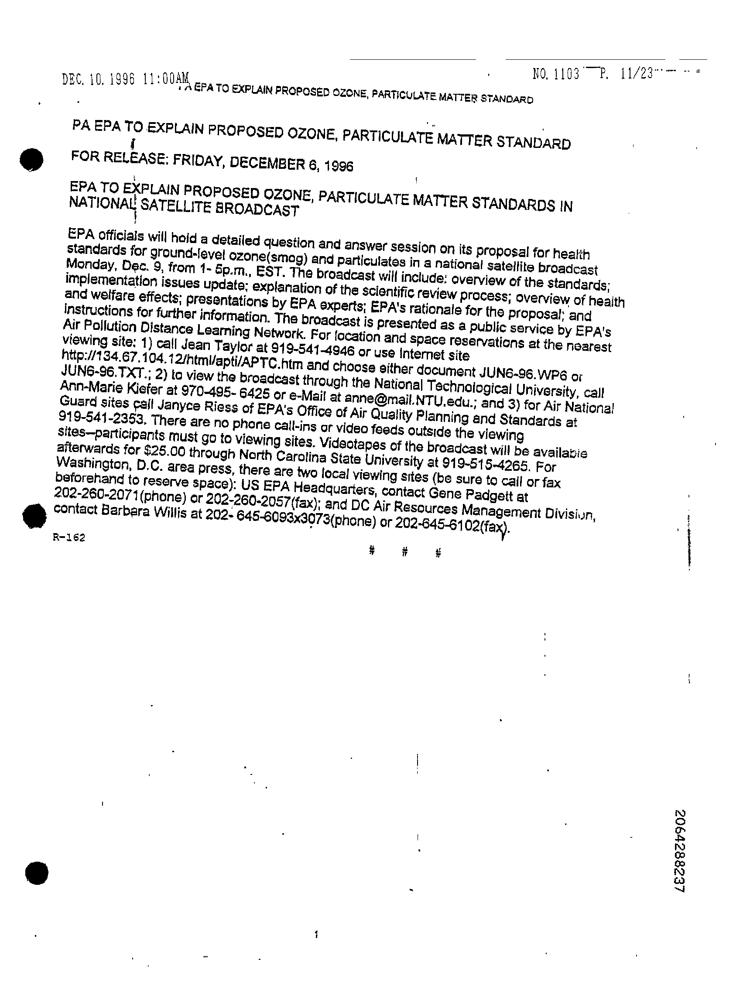 DEC. 10. 1996 11:00AM
NO. 1103 P. 11/23
EPA TO EXPLAIN PROPOSED OZONE, PARTICULATE MATTER STANDARD
PA EPA TO EXPLAIN PROPOSED OZONE, PARTICULATE MATTER STANDARD
FOR RELEASE: FRIDAY, DECEMBER 6, 1996
EPA TO EXPLAIN PROPOSED OZONE, PARTICULATE MATTER STANDARDS IN
NATIONAL SATELLITE BROADCAST
EPA officials will hold a detailed question and answer session on its proposal for health
standards for ground-level ozone(smog) and particulates in a national satellite broadcast
Monday, Dec. 9, from 1- 5p.m., EST. The broadcast will include: overview of the standards;
implementation issues update; explanation of the scientific review process; overview of health
and welfare effects; presentations by EPA experts; EPA's rationale for the proposal; and
instructions for further information. The broadcast is presented as a public service by EPA's
Air Pollution Distance Learning Network. For location and space reservations at the nearest
viewing site: 1) call Jean Taylor at 919-541-4946 or use Internet site
http://134.67.104.12/html/apti/APTC.htm and choose either document JUN6-96.WP6 or
JUN6-96.TXT.; 2) to view the broadcast through the National Technological University, call
Ann-Marie Kiefer at 970-495- 6425 or e-Mail at anne@mail.NTU.edu.; and 3) for Air National
Guard sites call Janyce Riess of EPA's Office of Air Quality Planning and Standards at
919-541-2353. There are no phone call-ins or video feeds outside the viewing
sites--participants must go to viewing sites. Videotapes of the broadcast will be available
afterwards for $25.00 through North Carolina State University at 919-515-4265. For
Washington, D.C. area press, there are two local viewing sites (be sure to call or fax
beforehand to reserve space): US EPA Headquarters, contact Gene Padgett at
202-260-2071(phone) or 202-260-2057(fax); and DC Air Resources Management Division,
contact Barbara Willis at 202- 645-6093x3073(phone) or 202-645-6102(fax).
R-162
# # #
2064288237
1